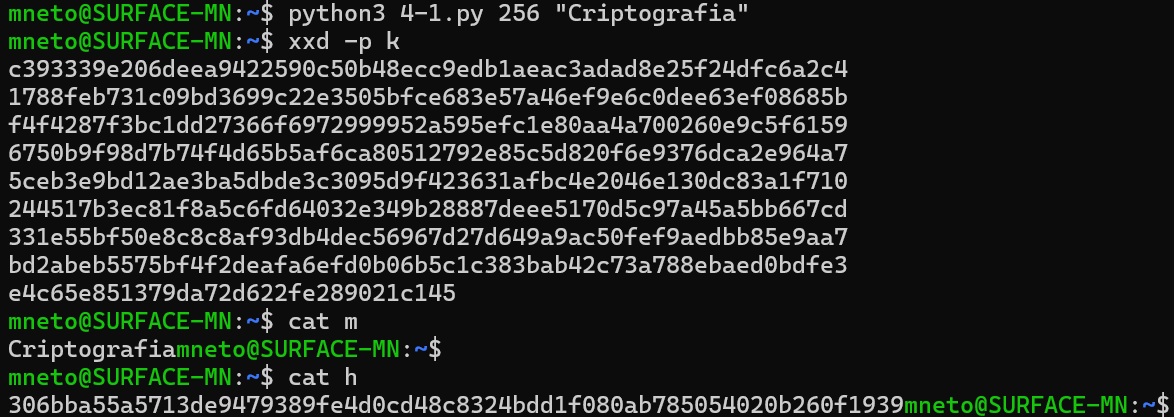 mneto@SURFACE-MN:~$ python3 4-1.py 256 "Criptografia"
mneto@SURFACE-MN:~$ xxd -p k
c393339e206deea9422590c50b48ecc9edb1aeac3adad8e25f24dfc6a2c4
1788feb731c09bd3699c22e3505bfce683e57a46ef9e6c0dee63ef08685b
f4f4287f3bc1dd27366f6972999952a595efc1e80aa4a700260e9c5f6159
6750b9f98d7b74f4d65b5af6ca80512792e85c5d820f6e9376dca2e964a7
5ceb3e9bd12ae3ba5dbde3c3095d9f423631afbc4e2046e130dc83a1f710
244517b3ec81f8a5c6fd64032e349b28887deee5170d5c97a45a5bb667cd
331e55bf50e8c8c8af93db4dec56967d27d649a9ac50fef9aedbb85e9aa7
bd2abeb5575bf4f2deafa6efd0b06b5c1c383bab42c73a788ebaed0bdfe3
e4c65e851379da72d622fe289021c145
mneto@SURFACE-MN:~$ cat m
Criptografiamneto@SURFACE-MN:~$
mneto@SURFACE-MN:~$ cat h
306bba55a5713de9479389fe4d0cd48c8324bdd1f080ab785054020b260f1939mneto@SURFACE-MN:~$